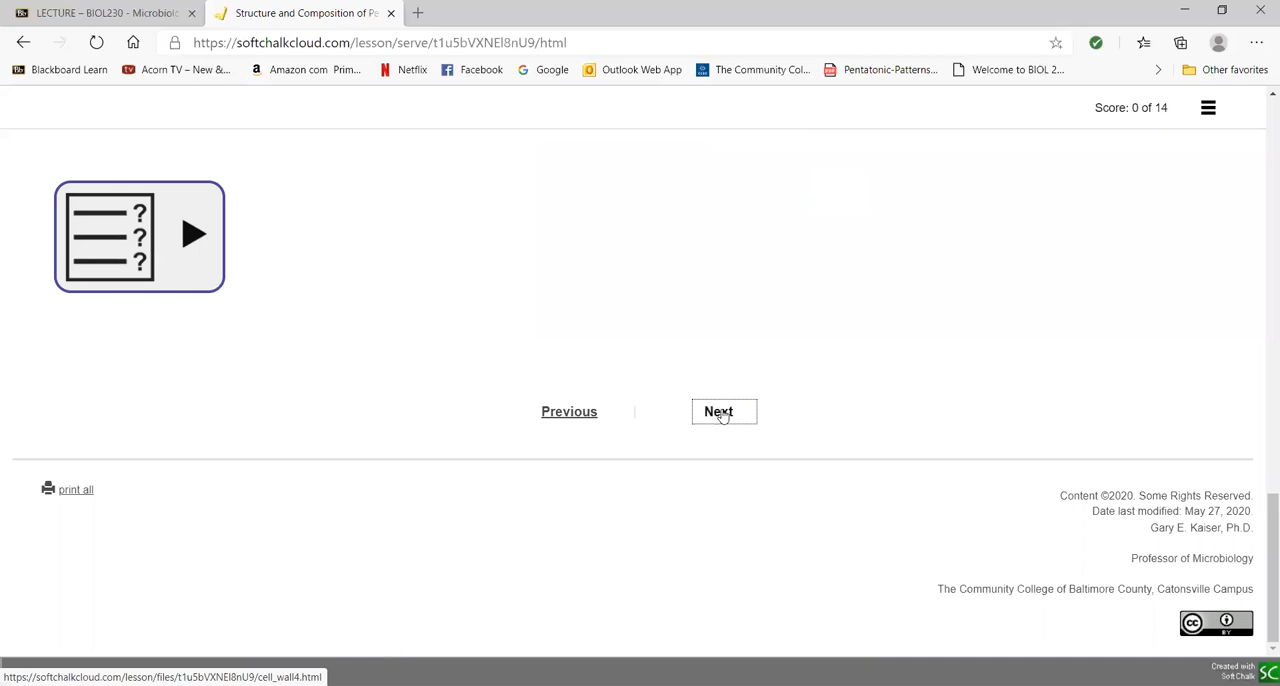 LECTURE – BIOL230 - Microbiolo
Structure and Composition of Pe
https://softchalkcloud.com/lesson/serve/t1u5bVXNEl8nU9/html
Blackboard Learn
Acorn TV – New &...
Amazon com Prim...
Netflix
Facebook
Google
Outlook Web App
The Community Col...
Pentatonic-Patterns...
Welcome to BIOL 2...
Other favorites
Score: 0 of 14
?
?
?
Previous
Next
print all
Content ©2020. Some Rights Reserved.
Date last modified: May 27, 2020.
Gary E. Kaiser, Ph.D.
Professor of Microbiology
The Community College of Baltimore County, Catonsville Campus
cc
BY
https://softchalkcloud.com/lesson/files/t1u5bVXNEl8nU9/cell_wall4.html
Created with
SoftChalk
SC